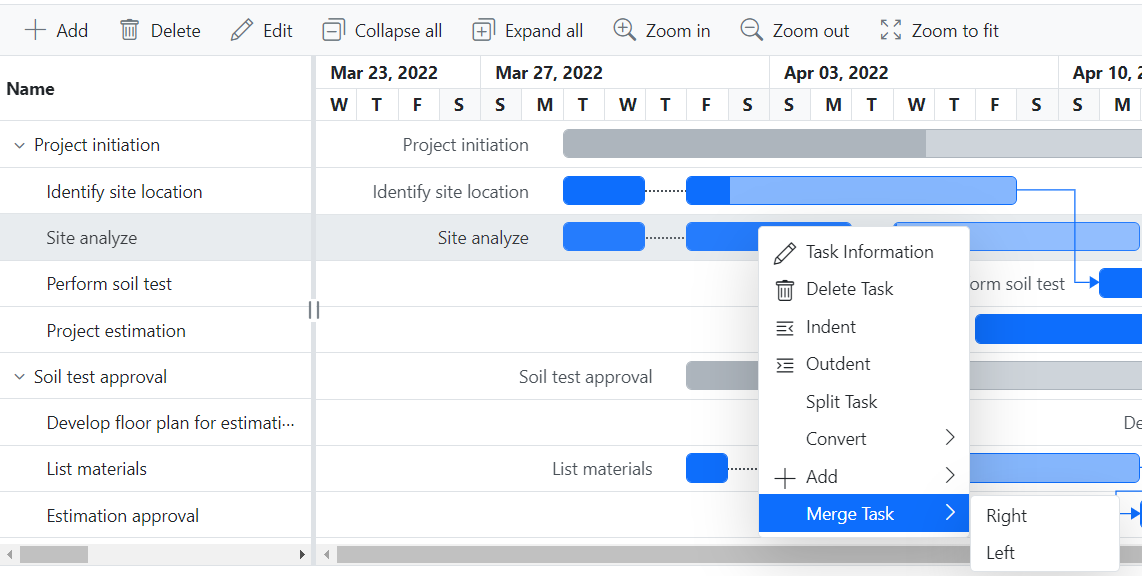 Add Delete Edit Collapse all Expand all Zoom in Zoom out Zoom to fit
Name
Mar 23, 2022 Mar 27, 2022 Apr 03, 2022 Apr 10, 2
W T F S S M T W T F S S M T W T F S S M
Project initiation Project initiation
Identify site location Identify site location
Site analyze Site analyze
Perform soil test orm soil test
Project estimation
Soil test approval Soil test approval
Develop floor plan for estimati... De
List materials List materials
Estimation approval
Task Information
Delete Task
Indent
Outdent
Split Task
Convert
Add
Merge Task
Right
Left